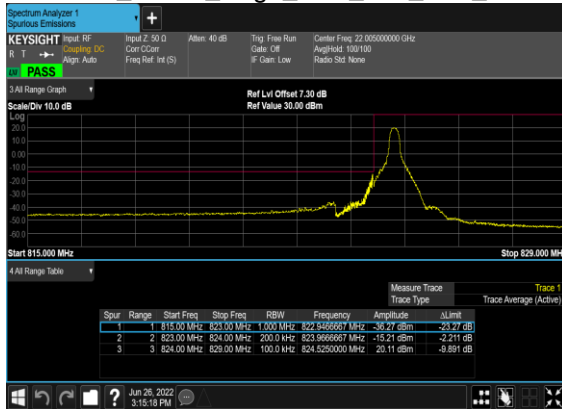 Spectrum Analyzer 1
Spurious Emissions
KEYSIGHT
R T
LW PASS
Input: RF
Coupling: DC
Align: Auto
Input Z: 50 Ω
Corr CCorr
Freq Ref: Int (S)
Atten: 40 dB
Trig: Free Run
Gate: Off
IF Gain: Low
Center Freq: 22.005000000 GHz
Avg|Hold: 100/100
Radio Std: None
3 All Range Graph
Scale/Div 10.0 dB
Ref Lvl Offset 7.30 dB
Ref Value 30.00 dBm
Log
20.0
10.0
0.00
-10.0
-20.0
-30.0
-40.0
-50.0
-60.0
Start 815.000 MHz
Stop 829.000 MH
4 All Range Table
Measure Trace Trace 1
Trace Type Trace Average (Active)
Spur Range Start Freq Stop Freq RBW Frequency Amplitude ΔLimit
1 1 815.00 MHz 823.00 MHz 1.000 MHz 822.9466667 MHz -36.27 dBm -23.27 dB
2 2 823.00 MHz 824.00 MHz 200.0 kHz 823.9666667 MHz -15.21 dBm -2.211 dB
3 3 824.00 MHz 829.00 MHz 100.0 kHz 824.5250000 MHz 20.11 dBm -9.891 dB
?
Jun 26, 2022
3:15:18 PM